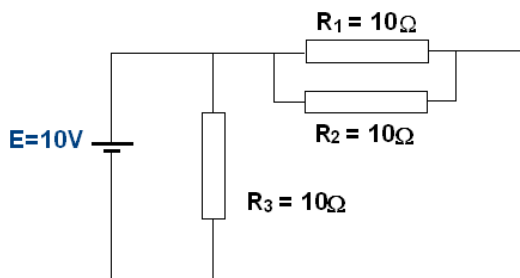 R1 = 10Ω
E=10V
R2 = 10Ω
R3 = 10Ω